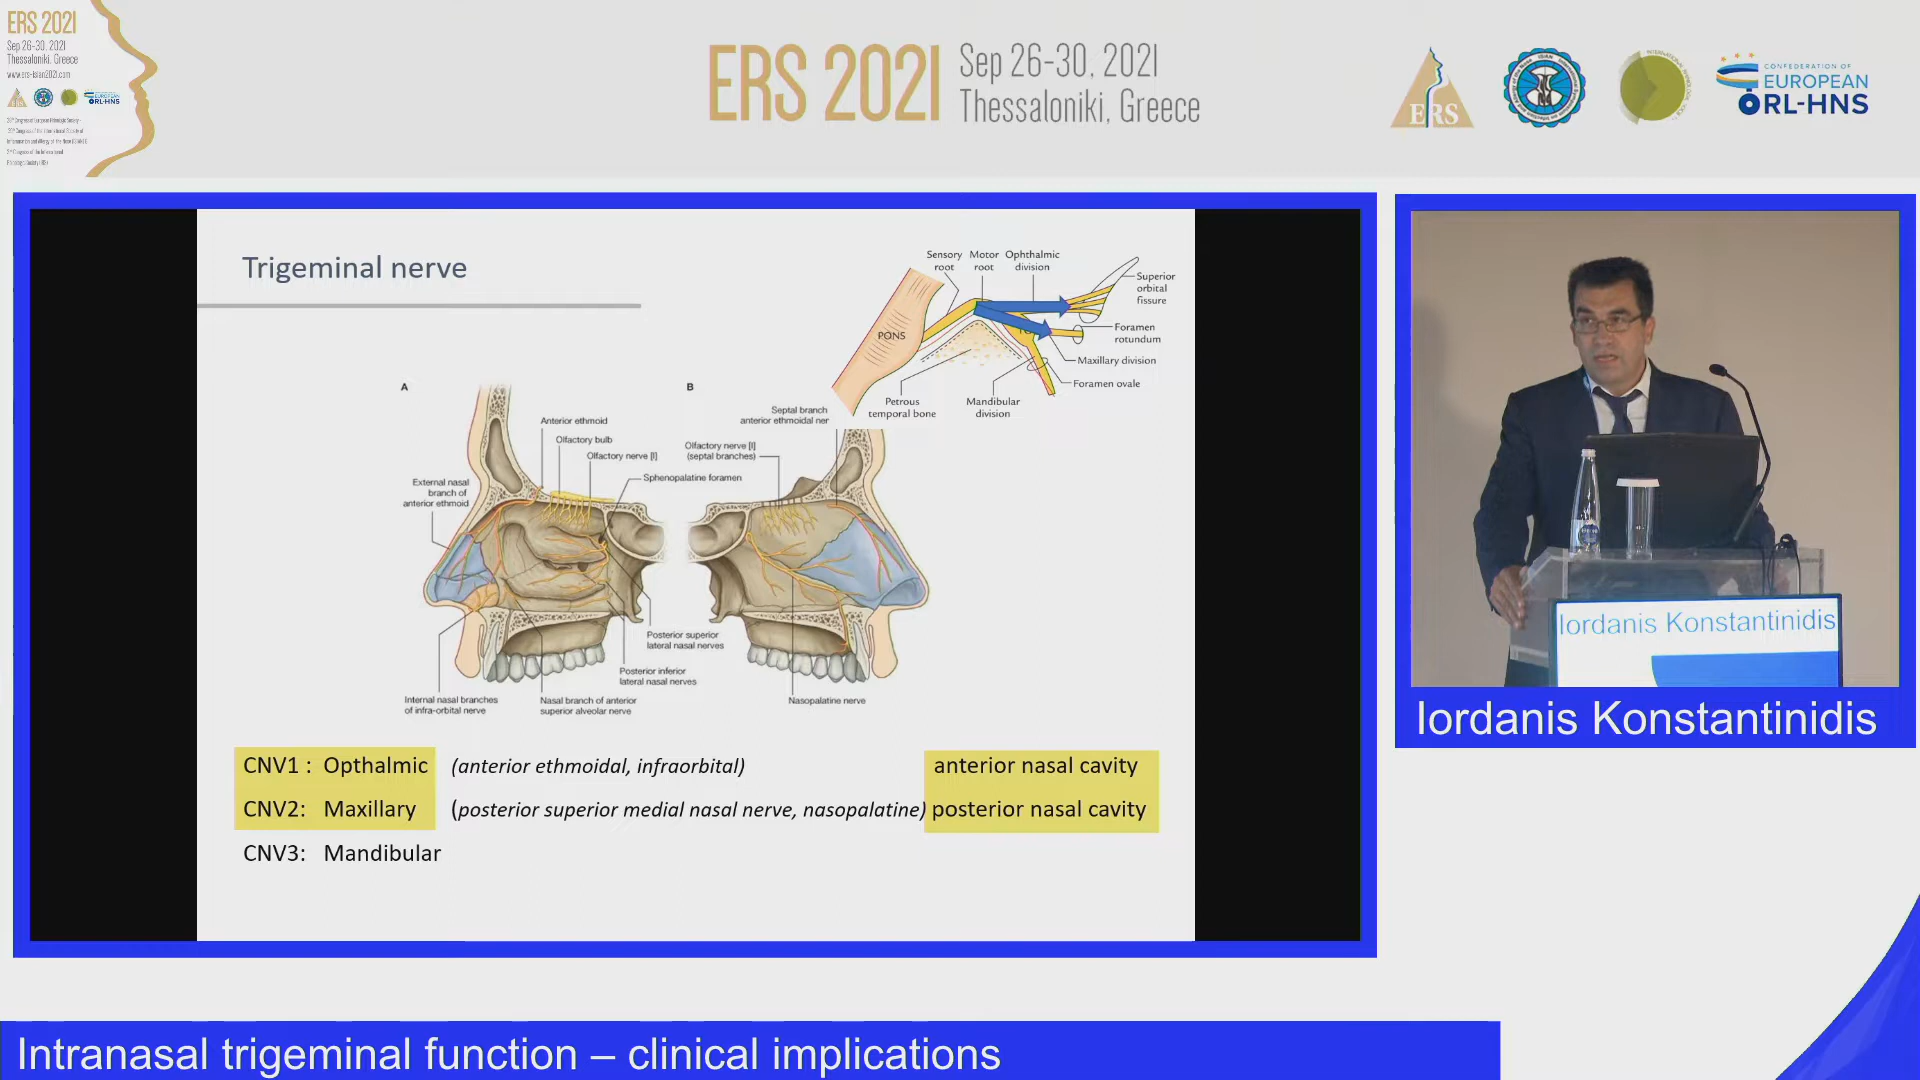 ERS 2021
Sep 26-30, 2021
Thessaloniki, Greece
www.ers-isian2021.com
ERS 2021
Sep 26-30, 2021
Thessaloniki, Greece
ERS
CONFEDERATION OF
EUROPEAN
ORL-HNS
Trigeminal nerve
Sensory root
Motor root
Ophthalmic division
Superior orbital fissure
PONS
Foramen rotundum
Maxillary division
Foramen ovale
Petrous temporal bone
Mandibular division
A
B
Anterior ethmoid
Olfactory bulb
Olfactory nerve [I]
Sphenopalatine foramen
External nasal
branch of
anterior ethmoid
Septal branch
anterior ethmoidal ner
Olfactory nerve [I]
(septal branches)
Posterior superior
lateral nasal nerves
Posterior inferior
lateral nasal nerves
Internal nasal branches
of infra-orbital nerve
Nasal branch of anterior
superior alveolar nerve
Nasopalatine nerve
CNV1 : Opthalmic (anterior ethmoidal, infraorbital) anterior nasal cavity
CNV2: Maxillary (posterior superior medial nasal nerve, nasopalatine) posterior nasal cavity
CNV3: Mandibular
Iordanis Konstantinidis
Iordanis Konstantinidis
Intranasal trigeminal function – clinical implications